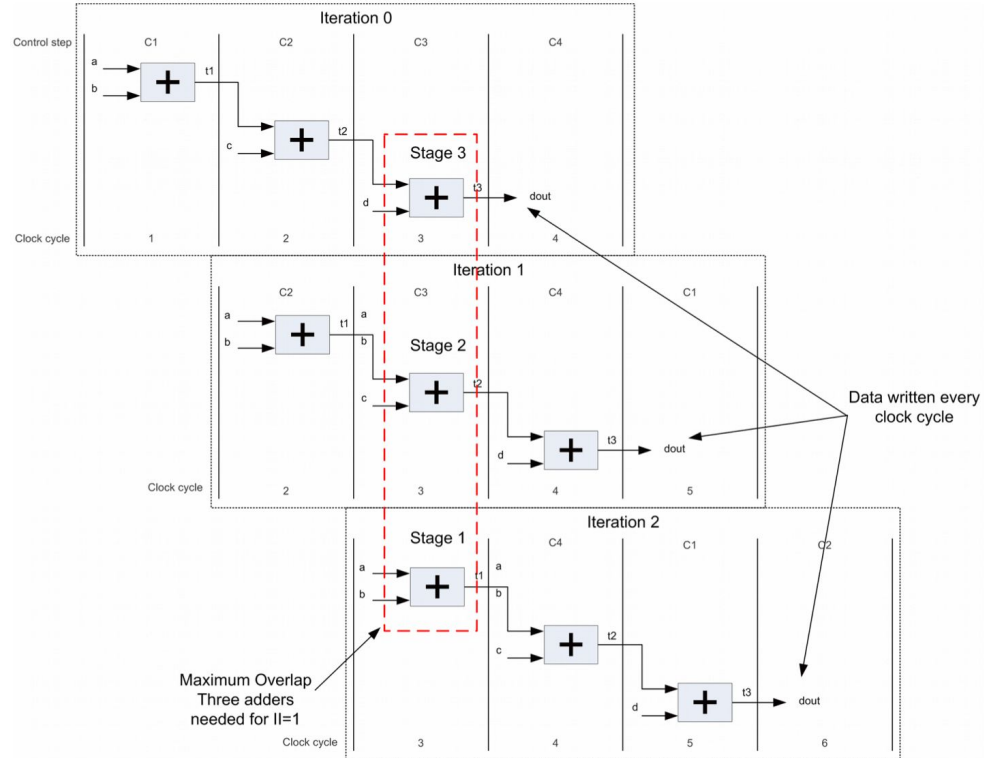 Iteration 0
Control step C1 C2 C3 C4
a
b
+
t1
c
+
t2
Stage 3
d
+
t3
dout
Clock cycle 1 2 3 4
Iteration 1
C2 C3 C4 C1
a
b
+
t1
a
b
Stage 2
c
+
t2
d
+
t3
dout
Clock cycle 2 3 4 5
Data written every
clock cycle
Iteration 2
Stage 1
C4 C1 C2
a
b
+
t1
a
b
c
+
t2
d
+
t3
dout
Maximum Overlap
Three adders
needed for II=1
Clock cycle 3 4 5 6